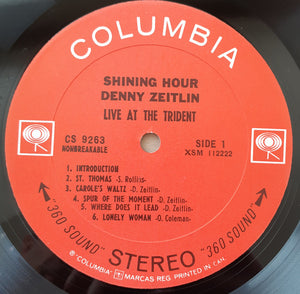 COLUMBIA
SHINING HOUR
DENNY ZEITLIN
LIVE AT THE TRIDENT
CS 9263
NONBREAKABLE
SIDE 1
XSM 112222
1. INTRODUCTION
2. ST. THOMAS -S. Rollins-
3. CAROLE'S WALTZ -D. Zeitlin-
4. SPUR OF THE MOMENT -D. Zeitlin-
5. WHERE DOES IT LEAD -D. Zeitlin-
6. LONELY WOMAN -O. Coleman-
"360 SOUND" STEREO "360 SOUND"
® "COLUMBIA" MARCAS REG. PRINTED IN CAN.